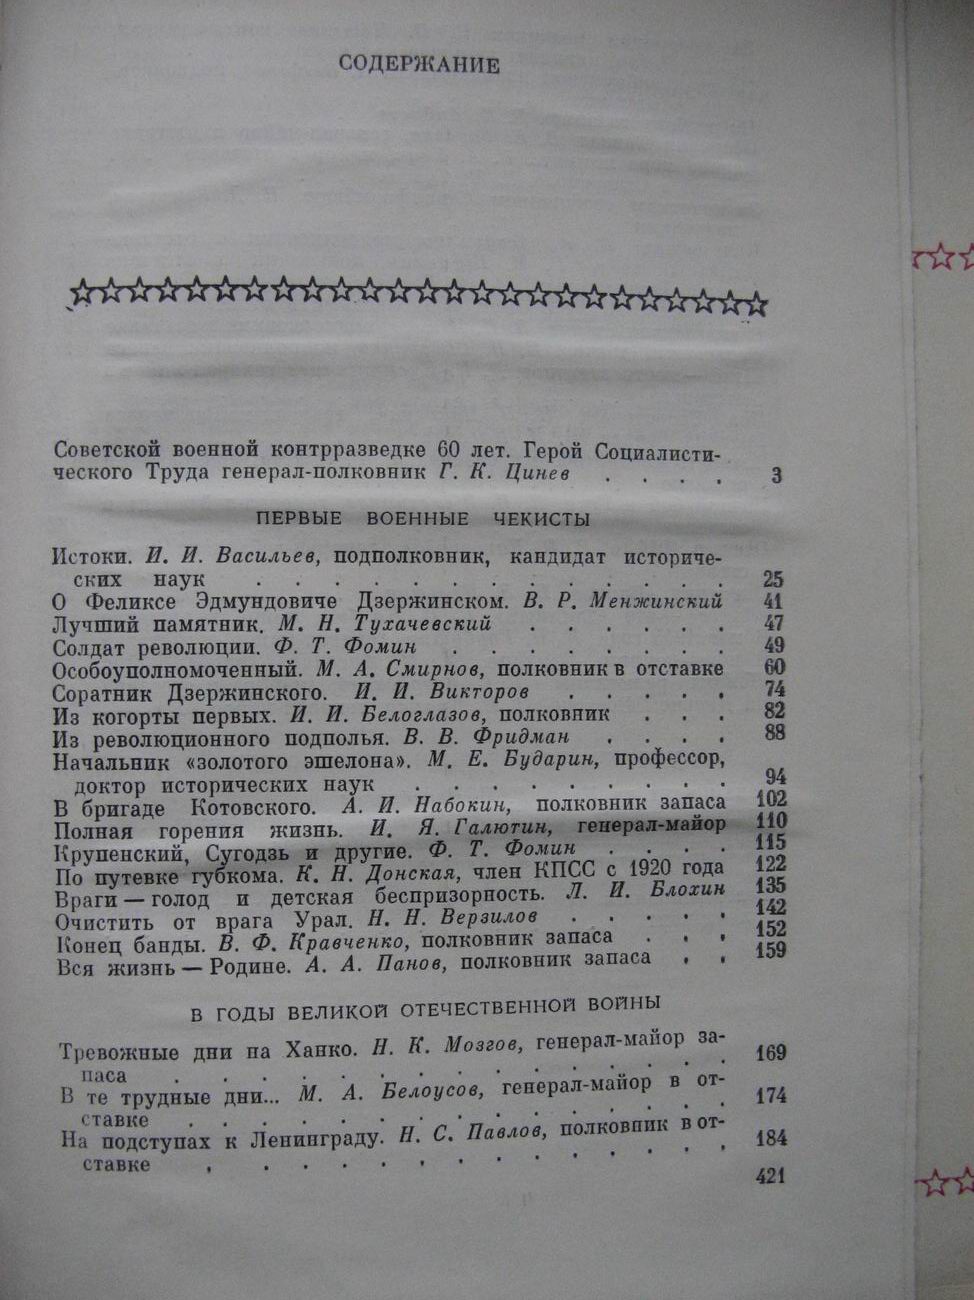 СОДЕРЖАНИЕ
Советской военной контрразведке 60 лет. Герой Социалисти-
ческого Труда генерал-полковник Г. К. Цинев . . . . 3
ПЕРВЫЕ ВОЕННЫЕ ЧЕКИСТЫ
Истоки. И. И. Васильев, подполковник, кандидат историче-
ских наук . . . . . . . . . . . . 25
О Феликсе Эдмундовиче Дзержинском. В. Р. Менжинский 41
Лучший памятник. М. Н. Тухачевский . . . . . . 47
Солдат революции. Ф. Т. Фомин . . . . . . . . 49
Особоуполномоченный. М. А. Смирнов, полковник в отставке 60
Соратник Дзержинского. И. И. Викторов . . . . . 74
Из когорты первых. И. И. Белоглазов, полковник . . . 82
Из революционного подполья. В. В. Фридман . . . . 88
Начальник «золотого эшелона». М. Е. Бударин, профессор,
доктор исторических наук . . . . . . . . . 94
В бригаде Котовского. А. И. Набокин, полковник запаса 102
Полная горения жизнь. И. Я. Галютин, генерал-майор 110
Крупенский, Сугодзь и другие. Ф. Т. Фомин . . . . 115
По путевке губкома. К. Н. Донская, член КПСС с 1920 года 122
Враги — голод и детская беспризорность. Л. И. Блохин 135
Очистить от врага Урал. Н. Н. Верзилов . . . . . 142
Конец банды. В. Ф. Кравченко, полковник запаса . . . 152
Вся жизнь — Родине. А. А. Панов, полковник запаса . . 159
В ГОДЫ ВЕЛИКОЙ ОТЕЧЕСТВЕННОЙ ВОЙНЫ
Тревожные дни на Ханко. Н. К. Мозгов, генерал-майор за-
паса . . . . . . . . . . . . . 169
В те трудные дни... М. А. Белоусов, генерал-майор в от-
ставке . . . . . . . . . . . . . 174
На подступах к Ленинграду. Н. С. Павлов, полковник в от-
ставке . . . . . . . . . . . . . 184
421